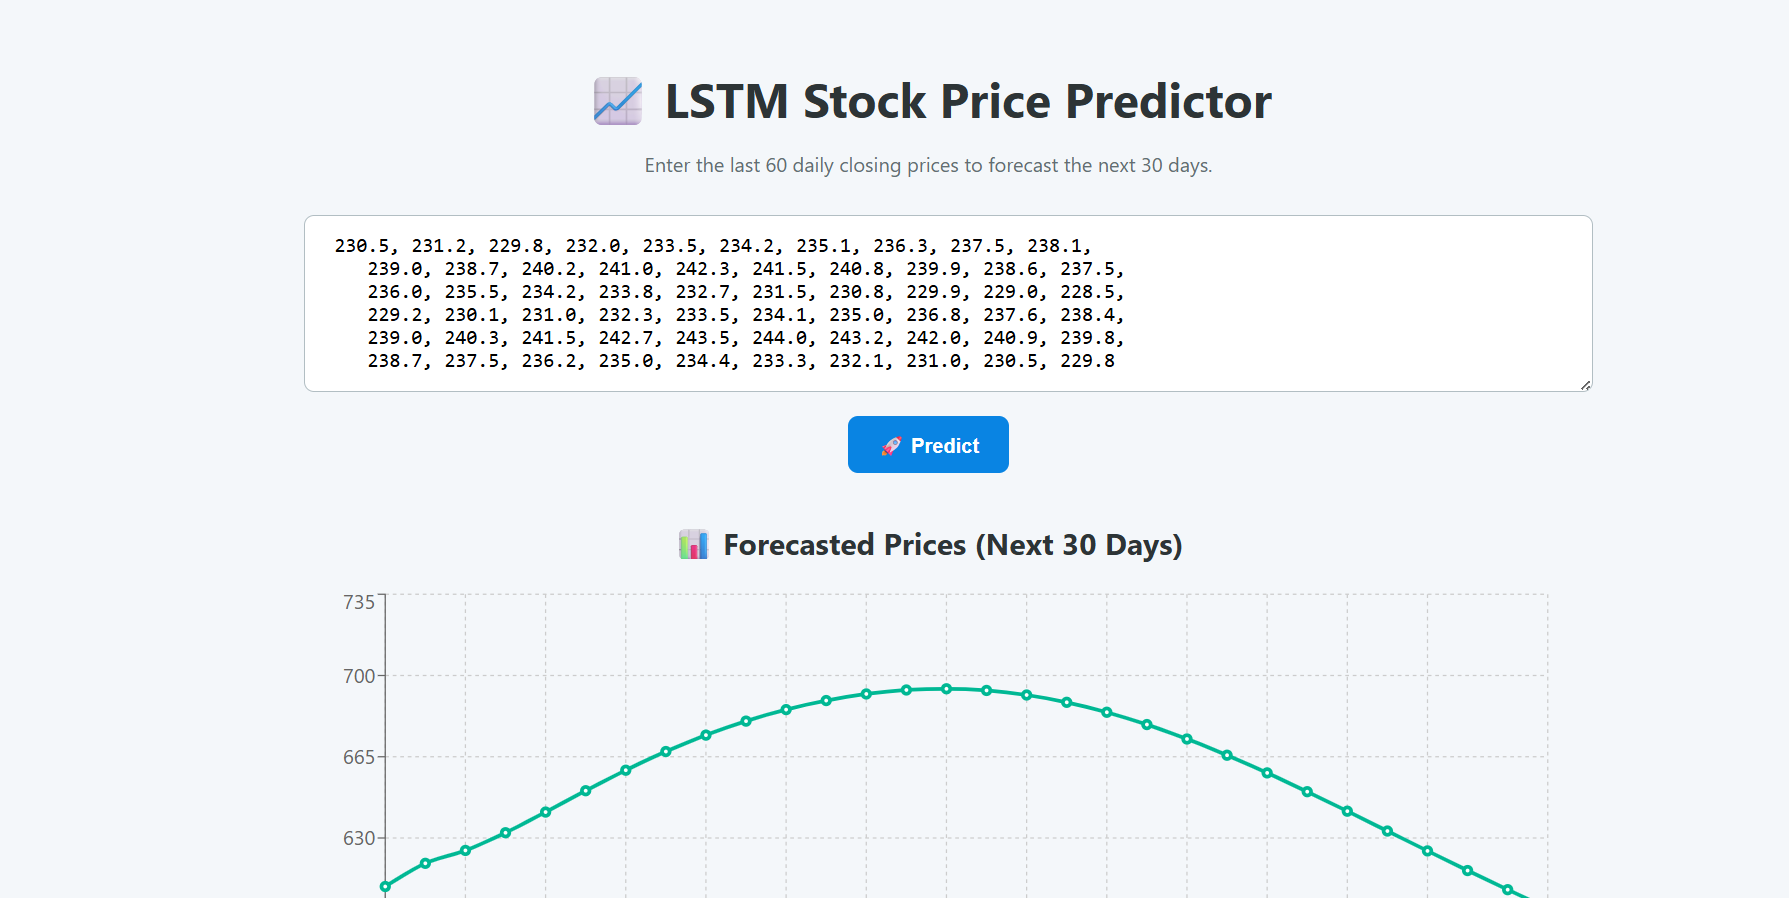 📈 LSTM Stock Price Predictor
Enter the last 60 daily closing prices to forecast the next 30 days.
230.5, 231.2, 229.8, 232.0, 233.5, 234.2, 235.1, 236.3, 237.5, 238.1,
239.0, 238.7, 240.2, 241.0, 242.3, 241.5, 240.8, 239.9, 238.6, 237.5,
236.0, 235.5, 234.2, 233.8, 232.7, 231.5, 230.8, 229.9, 229.0, 228.5,
229.2, 230.1, 231.0, 232.3, 233.5, 234.1, 235.0, 236.8, 237.6, 238.4,
239.0, 240.3, 241.5, 242.7, 243.5, 244.0, 243.2, 242.0, 240.9, 239.8,
238.7, 237.5, 236.2, 235.0, 234.4, 233.3, 232.1, 231.0, 230.5, 229.8
🚀 Predict
📊 Forecasted Prices (Next 30 Days)
735
700
665
630